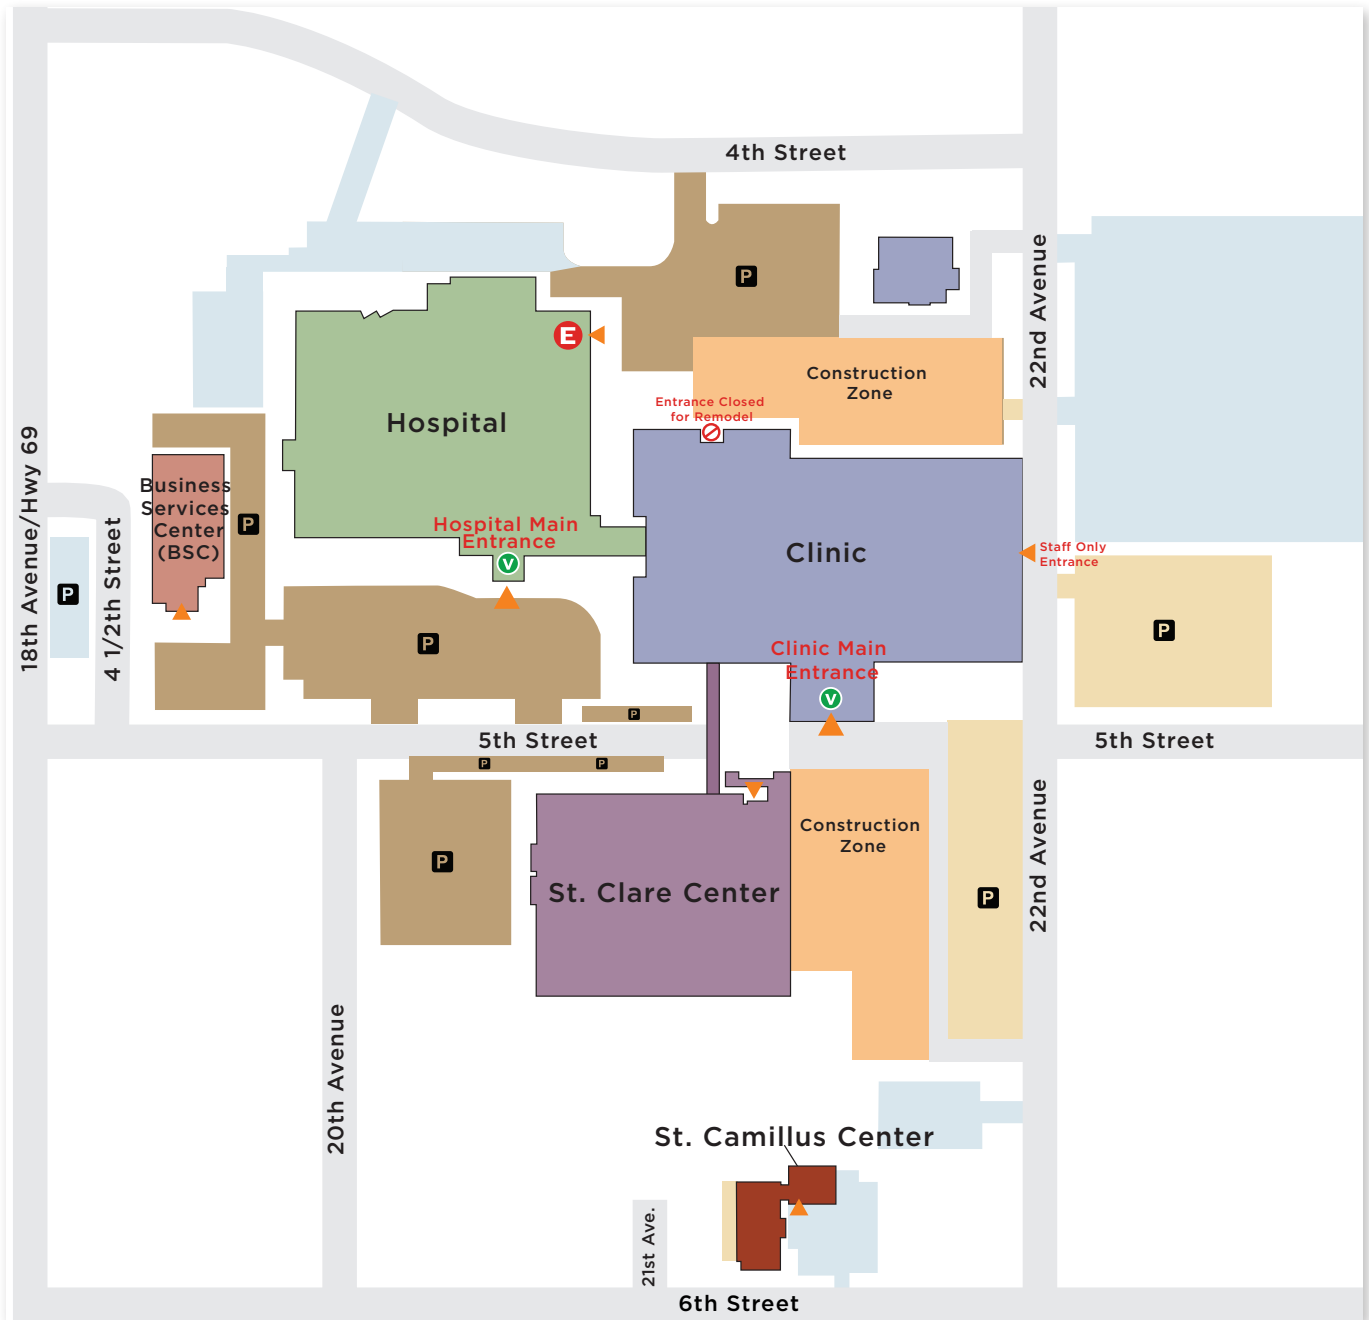 4th Street
22nd Avenue
P
E
Construction
Zone
Entrance Closed
for Remodel
Hospital
18th Avenue/Hwy 69
Business
Services
Center
(BSC)
P
4 1/2th Street
P
Hospital Main
Entrance
V
Clinic
Staff Only
Entrance
P
P
Clinic Main
Entrance
V
P
5th Street
5th Street
P
P
Construction
Zone
22nd Avenue
P
St. Clare Center
P
20th Avenue
St. Camillus Center
21st Ave.
6th Street